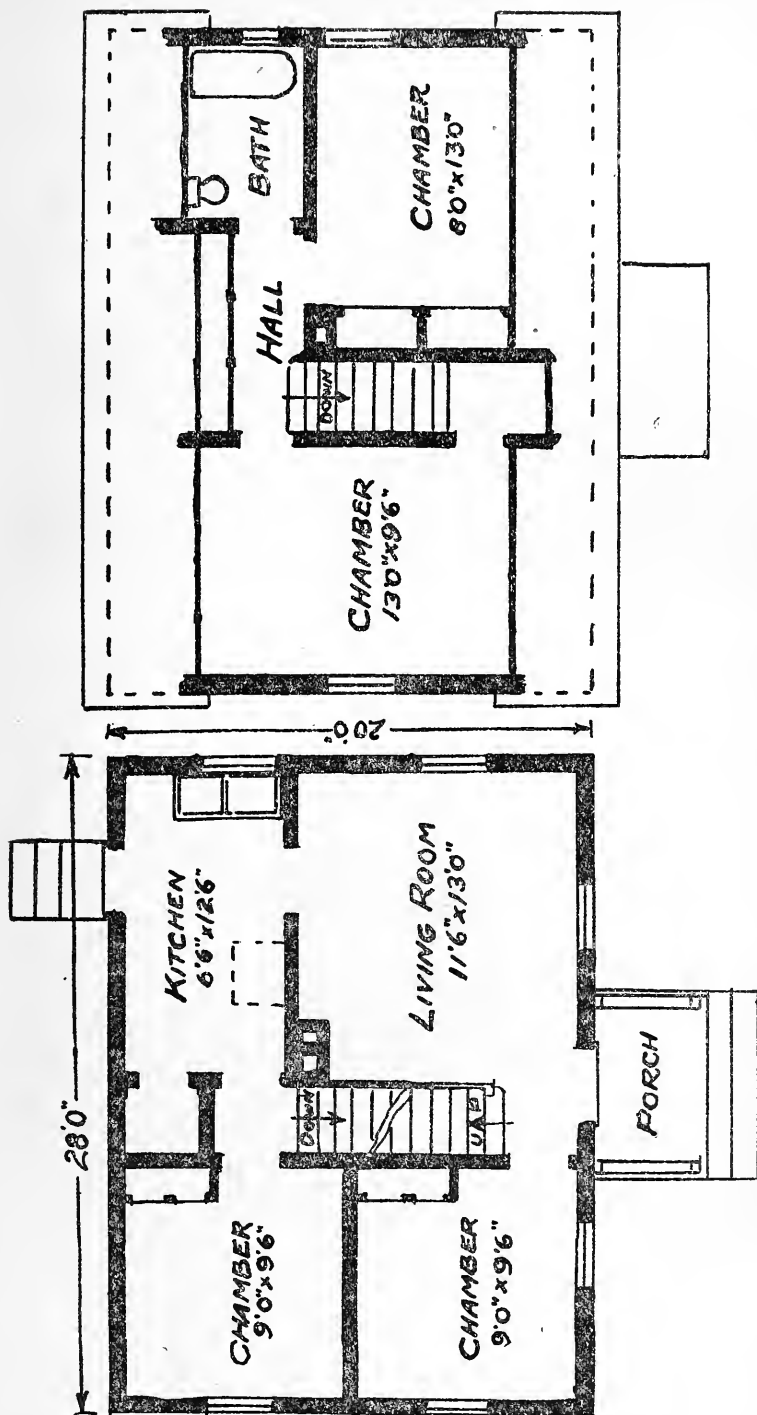 28'0"
KITCHEN
6'6"x12'6"
CHAMBER
9'0"x9'6"
DOWN
UP
LIVING ROOM
11'6"x13'0"
CHAMBER
9'0"x9'6"
PORCH
20'0"
BATH
HALL
DOWN
CHAMBER
13'0"x9'6"
CHAMBER
8'0"x13'0"